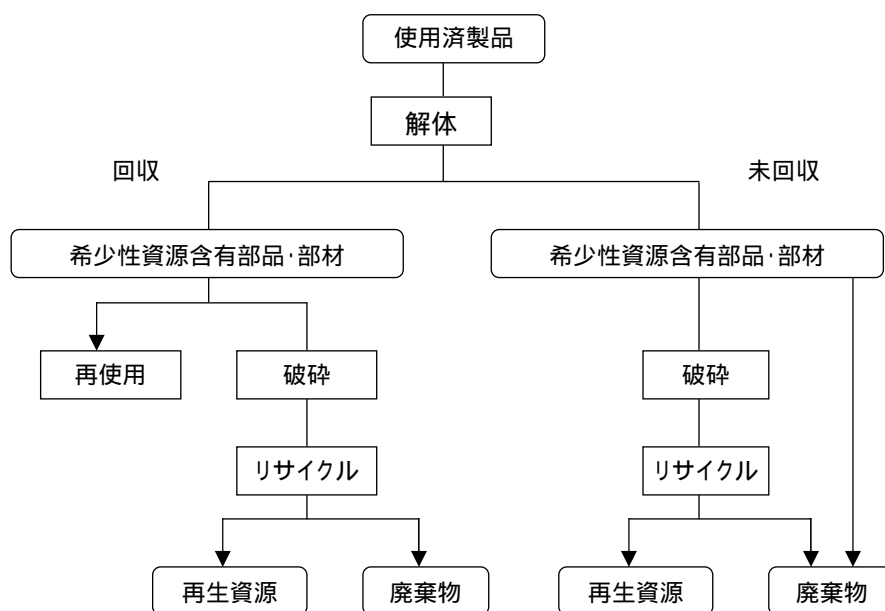 使用済製品
解体
回収
未回収
希少性資源含有部品・部材
希少性資源含有部品・部材
再使用
破砕
破砕
リサイクル
リサイクル
再生資源
廃棄物
再生資源
廃棄物